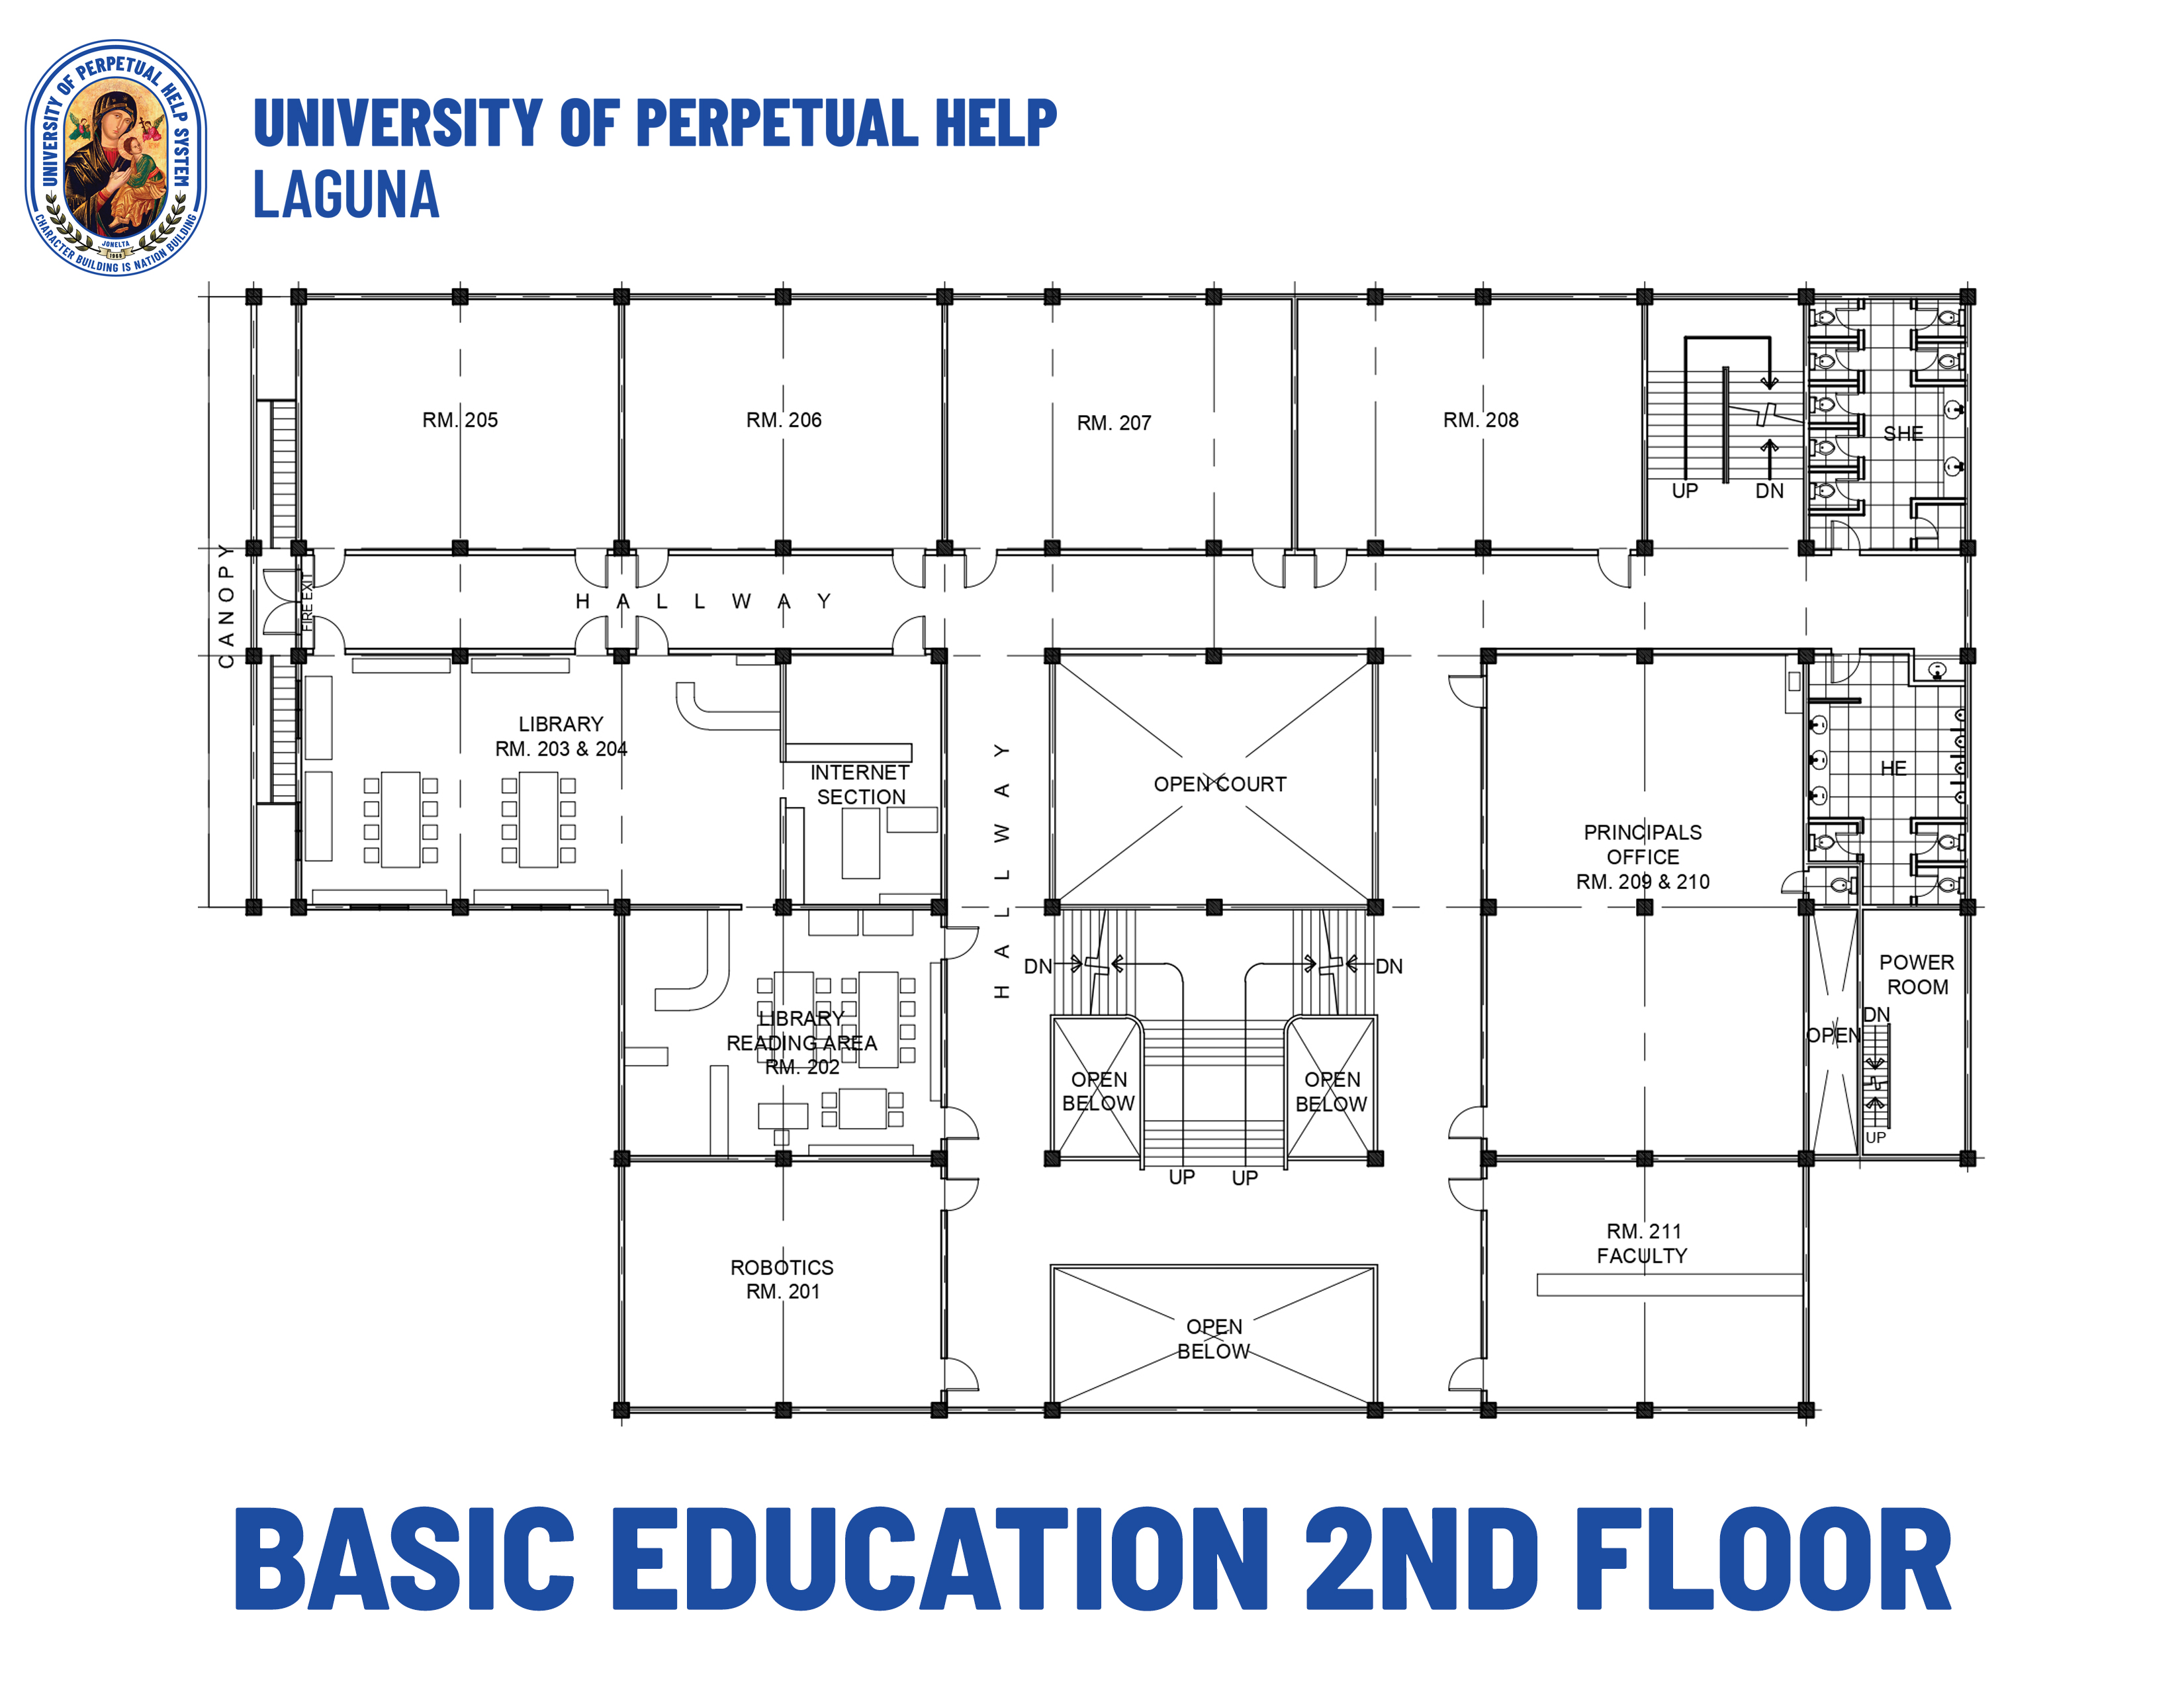 UNIVERSITY OF PERPETUAL HELP SYSTEM
JONELTA
1968
CHARACTER BUILDING IS NATION BUILDING
UNIVERSITY OF PERPETUAL HELP
LAGUNA
RM. 205
RM. 206
RM. 207
RM. 208
UP
DN
SHE
CANOPY
FIRE EXIT
HALLWAY
LIBRARY
RM. 203 & 204
INTERNET
SECTION
HALLWAY
OPEN COURT
PRINCIPALS
OFFICE
RM. 209 & 210
HE
DN
DN
POWER
ROOM
DN
OPEN
UP
LIBRARY
READING AREA
RM. 202
OPEN
BELOW
OPEN
BELOW
UP
UP
ROBOTICS
RM. 201
RM. 211
FACULTY
OPEN
BELOW
BASIC EDUCATION 2ND FLOOR